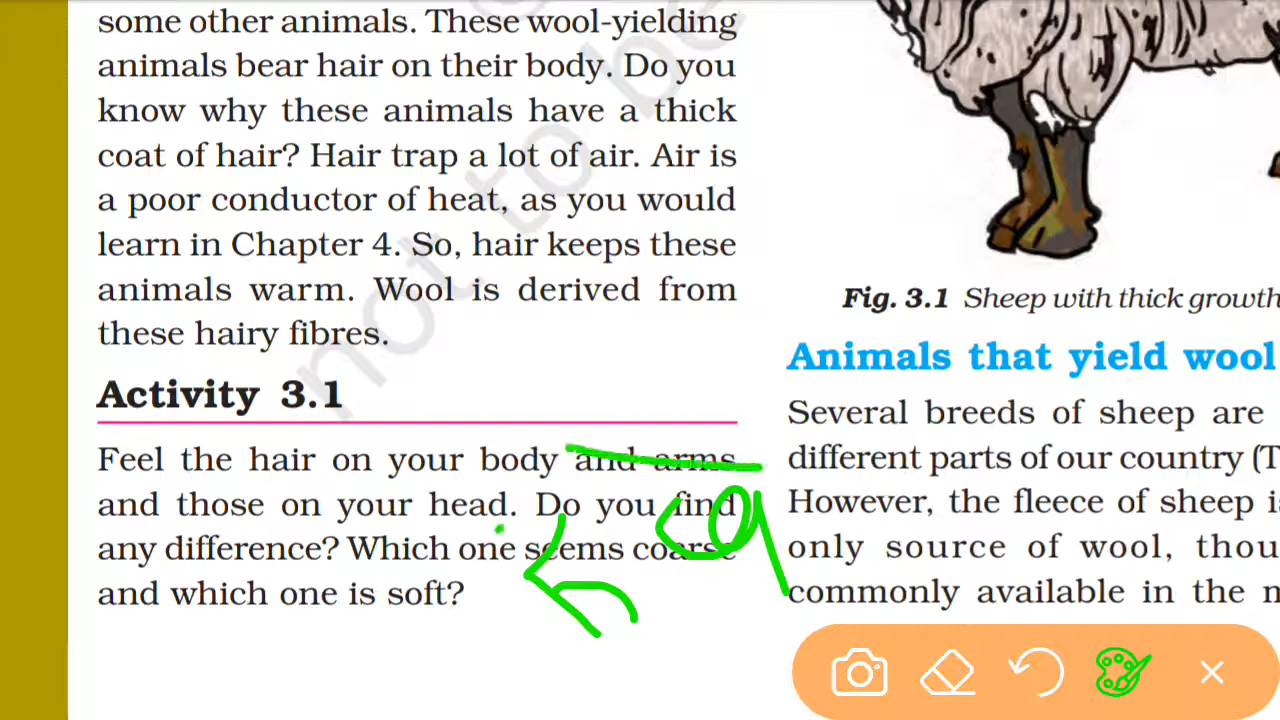 some other animals. These wool-yielding
animals bear hair on their body. Do you
know why these animals have a thick
coat of hair? Hair trap a lot of air. Air is
a poor conductor of heat, as you would
learn in Chapter 4. So, hair keeps these
animals warm. Wool is derived from
these hairy fibres.
Activity 3.1
Feel the hair on your body and arms
and those on your head. Do you find
any difference? Which one seems coarse
and which one is soft?
Fig. 3.1 Sheep with thick growth
Animals that yield wool
Several breeds of sheep are
different parts of our country (T
However, the fleece of sheep is
only source of wool, thou
commonly available in the m
not to be